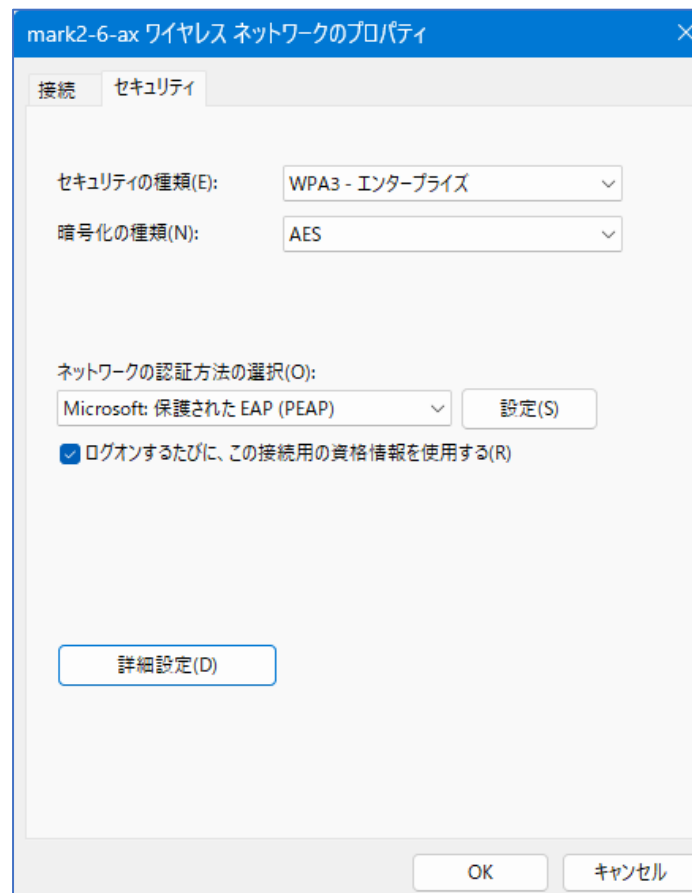 mark2-6-ax ワイヤレス ネットワークのプロパティ
接続 セキュリティ
セキュリティの種類(E): WPA3 - エンタープライズ
暗号化の種類(N): AES
ネットワークの認証方法の選択(O):
Microsoft: 保護された EAP (PEAP) 設定(S)
ログオンするたびに、この接続用の資格情報を使用する(R)
詳細設定(D)
OK キャンセル